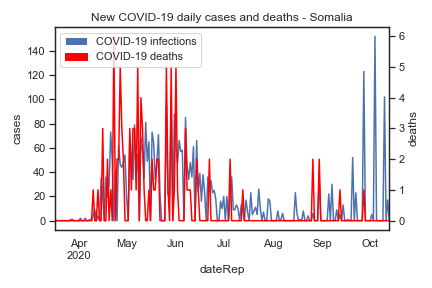 New COVID-19 daily cases and deaths - Somalia
COVID-19 infections
COVID-19 deaths
cases
140
120
100
80
60
40
20
0
deaths
6
5
4
3
2
1
0
Apr May Jun Jul Aug Sep Oct
2020
dateRep